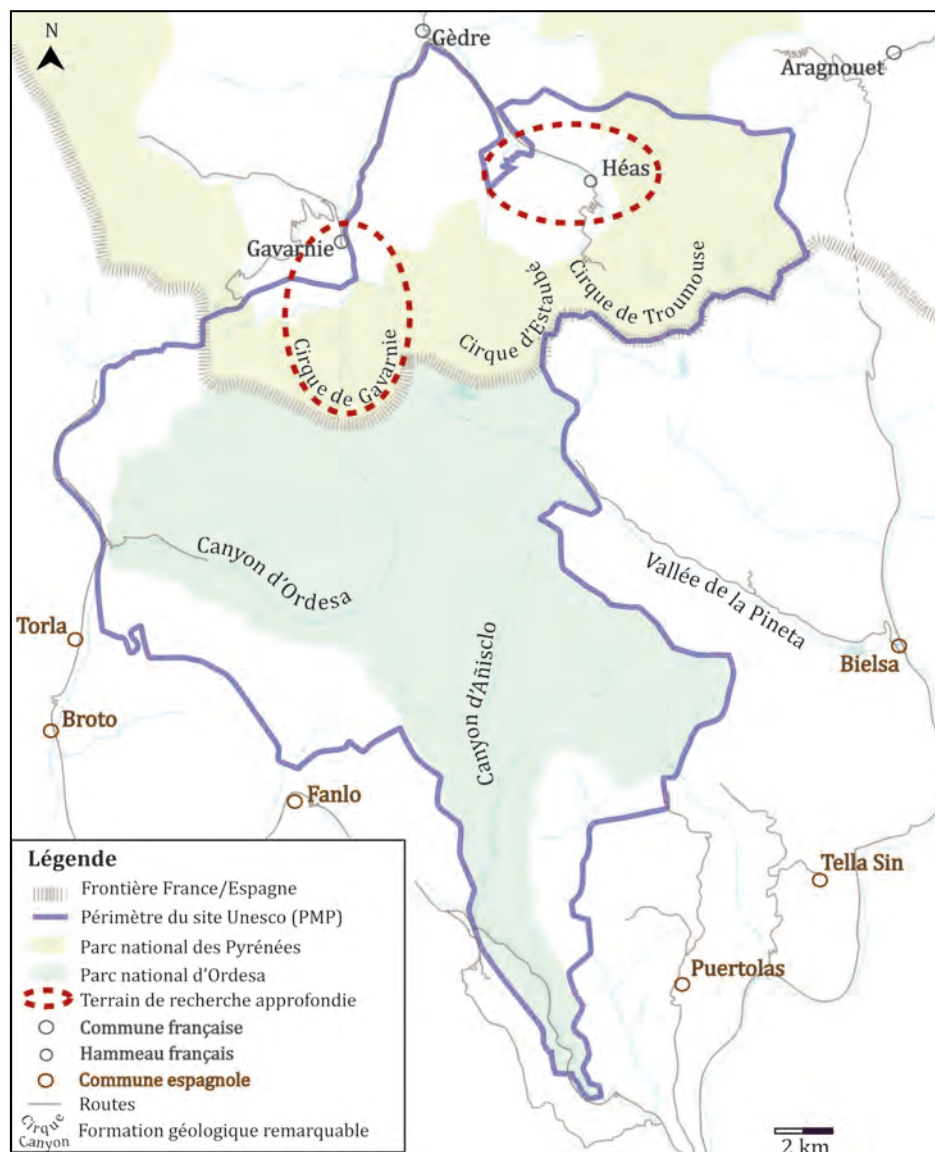 N
Gèdre
Aragnouet
Héas
Gavarnie
Cirque de Gavarnie
Cirque d'Estaubé
Cirque de Troumouse
Canyon d'Ordesa
Vallée de la Pineta
Canyon d'Añisclo
Torla
Bielsa
Broto
Fanlo
Tella Sin
Puertolas
Légende
Frontière France/Espagne
Périmètre du site Unesco (PMP)
Parc national des Pyrénées
Parc national d'Ordesa
Terrain de recherche approfondie
Commune française
Hammeau français
Commune espagnole
Routes
Cirque
Canyon
Formation géologique remarquable
2 km